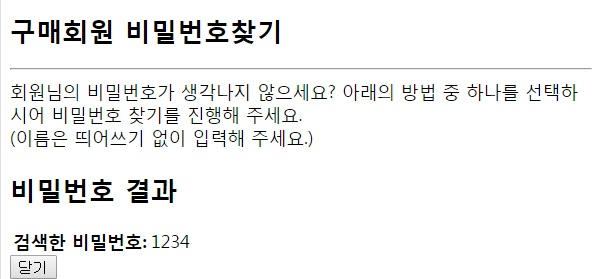 구매회원 비밀번호찾기
회원님의 비밀번호가 생각나지 않으세요? 아래의 방법 중 하나를 선택하
시어 비밀번호 찾기를 진행해 주세요.
(이름은 띄어쓰기 없이 입력해 주세요.)
비밀번호 결과
검색한 비밀번호: 1234
닫기